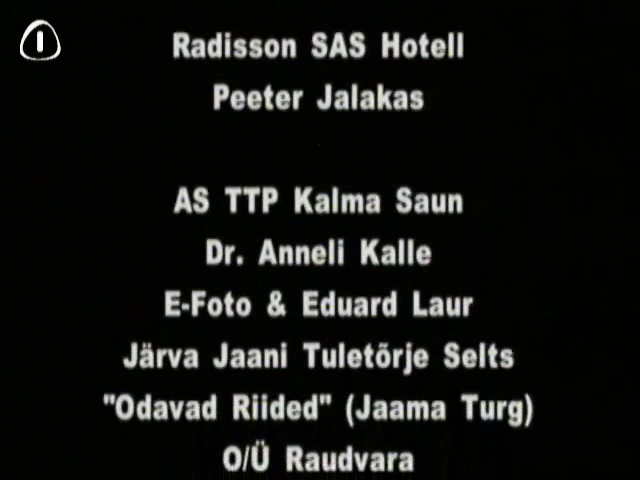 Radisson SAS Hotell
Peeter Jalakas
AS TTP Kalma Saun
Dr. Anneli Kalle
E-Foto & Eduard Laur
Järva Jaani Tuletõrje Selts
"Odavad Riided" (Jaama Turg)
O/Ü Raudvara